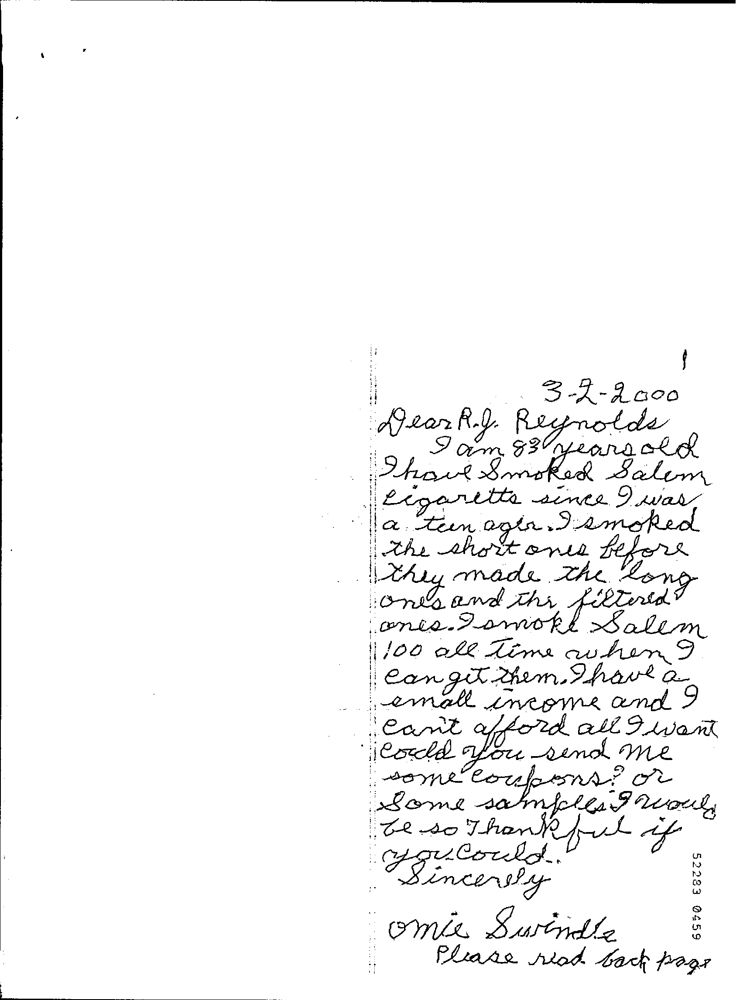 1
3-2-2000
Dear R.J. Reynolds
I am 83 years old
I have Smoked Salem
Cigaretts since I was
a teen ager. I smoked
the short ones before
they made the long
ones and the filtered
ones. I smoke Salem
100 all time when I
can get them. I have a
small income and I
can't afford all I want
Could you send me
some coupons? or
Some samples I would
be so Thankful if
you could.
Sincerely
Omie Swindle
Please read back page
52283 0459